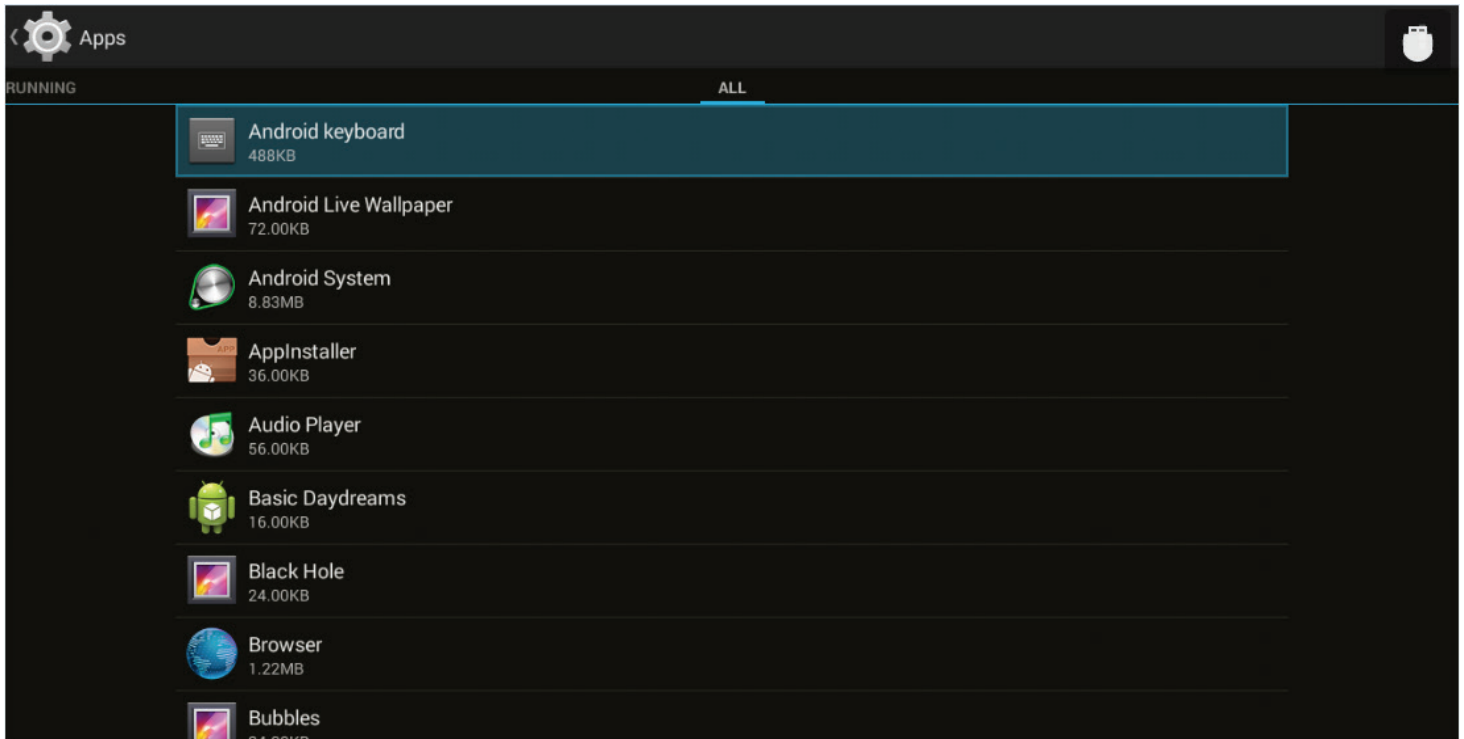 Apps
RUNNING
ALL
Android keyboard
488KB
Android Live Wallpaper
72.00KB
Android System
8.83MB
APP
AppInstaller
36.00KB
Audio Player
56.00KB
Basic Daydreams
16.00KB
Black Hole
24.00KB
Browser
1.22MB
Bubbles